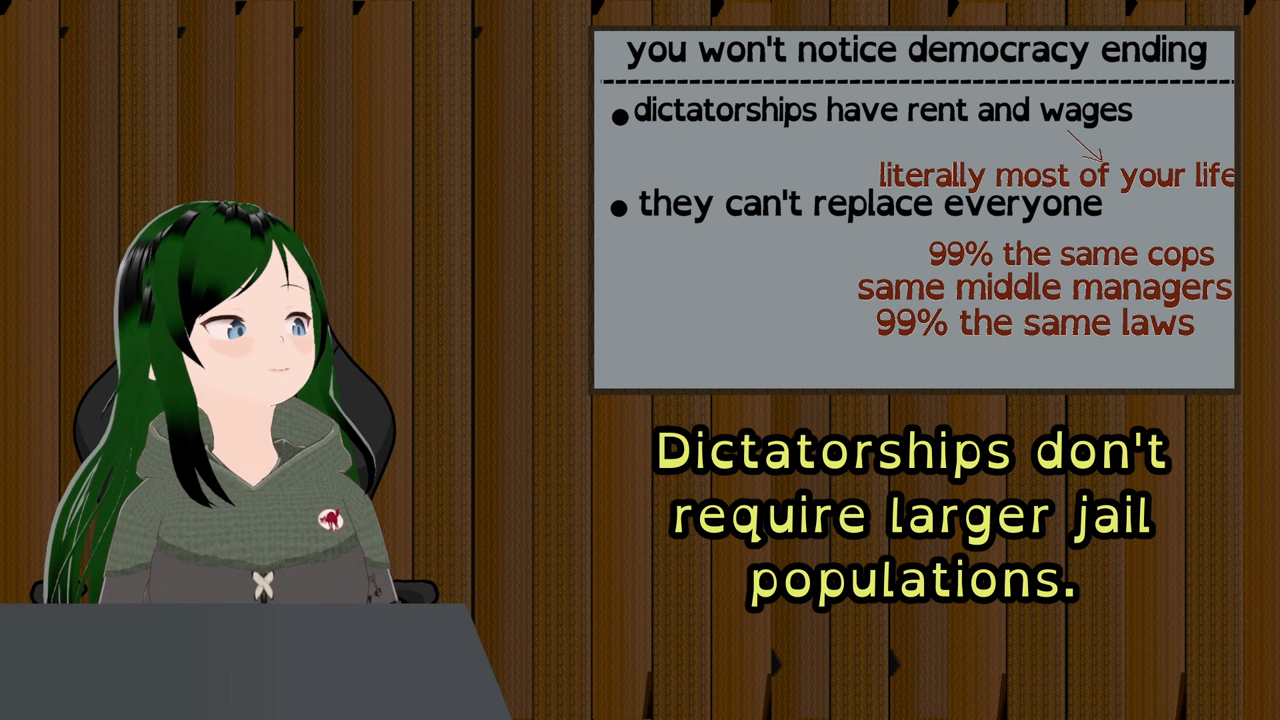 you won't notice democracy ending
dictatorships have rent and wages
literally most of your life
they can't replace everyone
99% the same cops
same middle managers
99% the same laws
Dictatorships don't
require larger jail
populations.